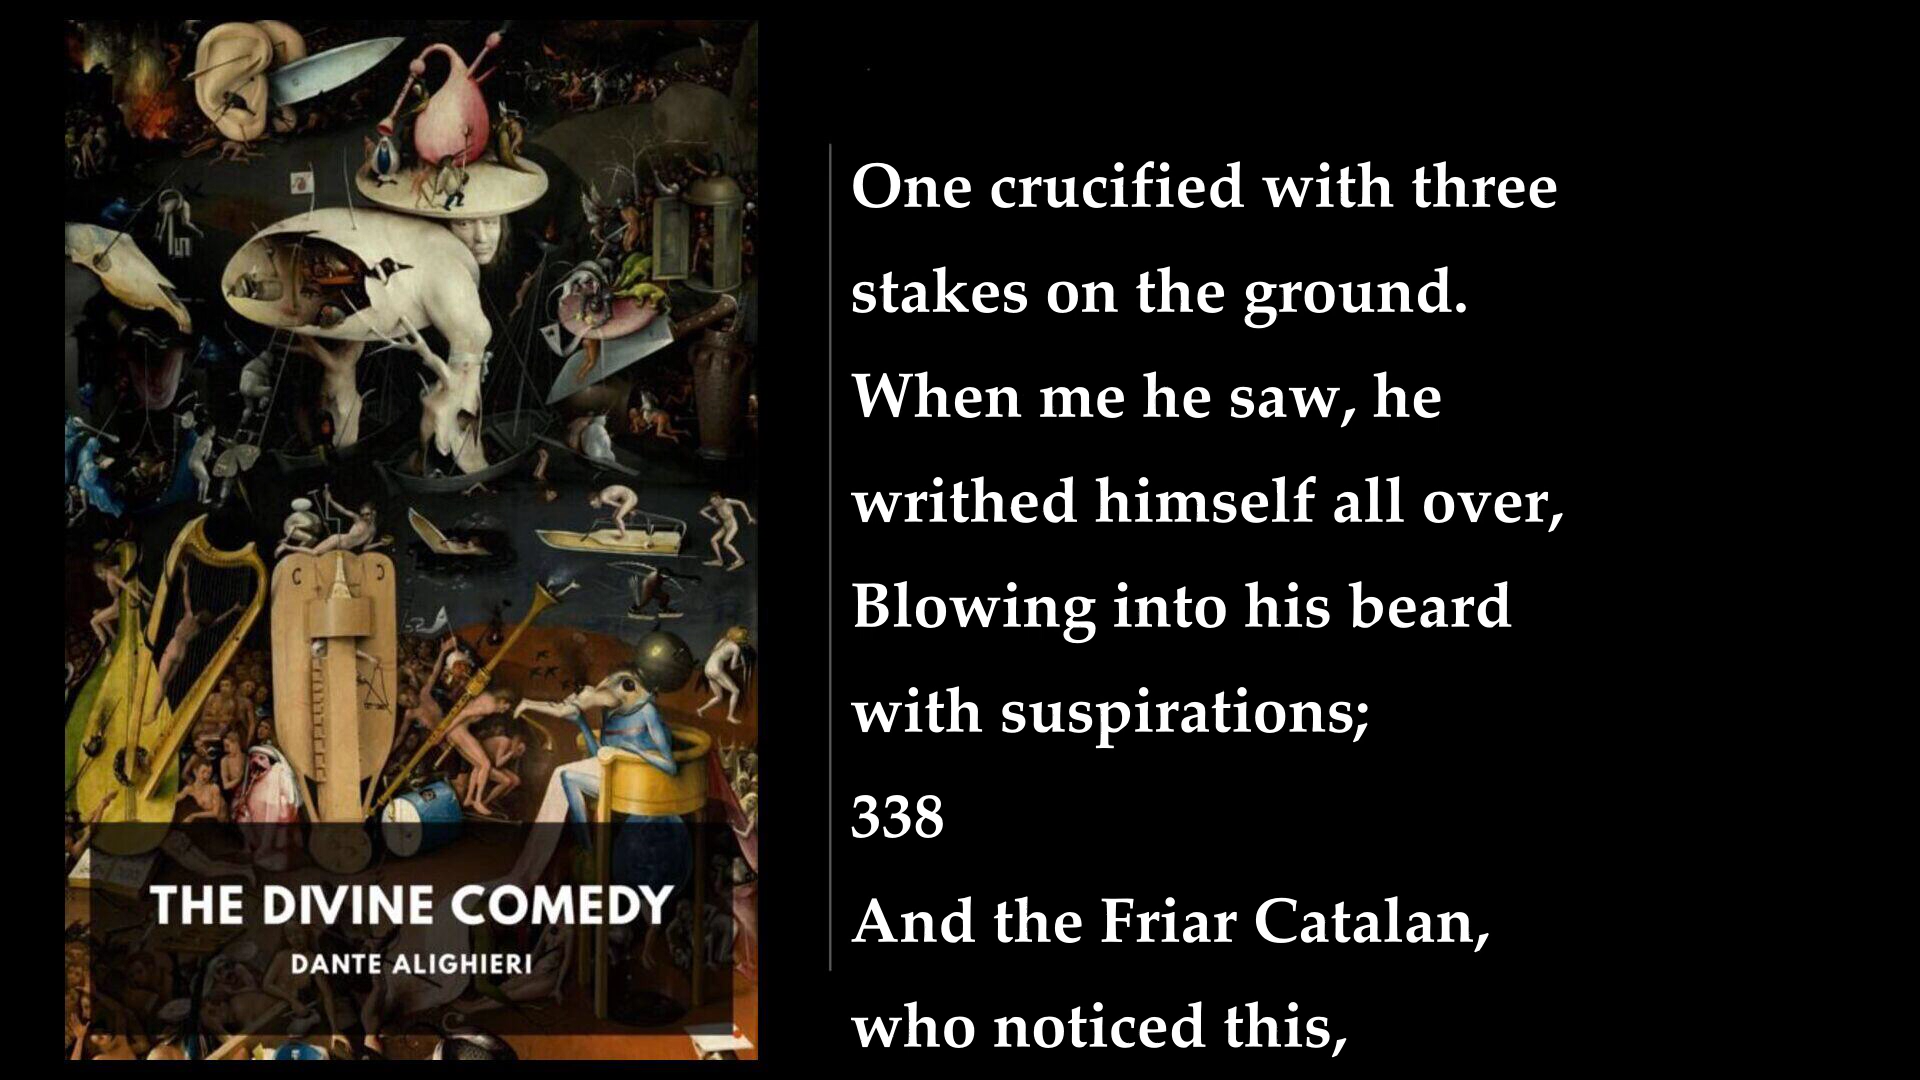 THE DIVINE COMEDY
DANTE ALIGHIERI
One crucified with three
stakes on the ground.
When me he saw, he
writhed himself all over,
Blowing into his beard
with suspirations;
338
And the Friar Catalan,
who noticed this,